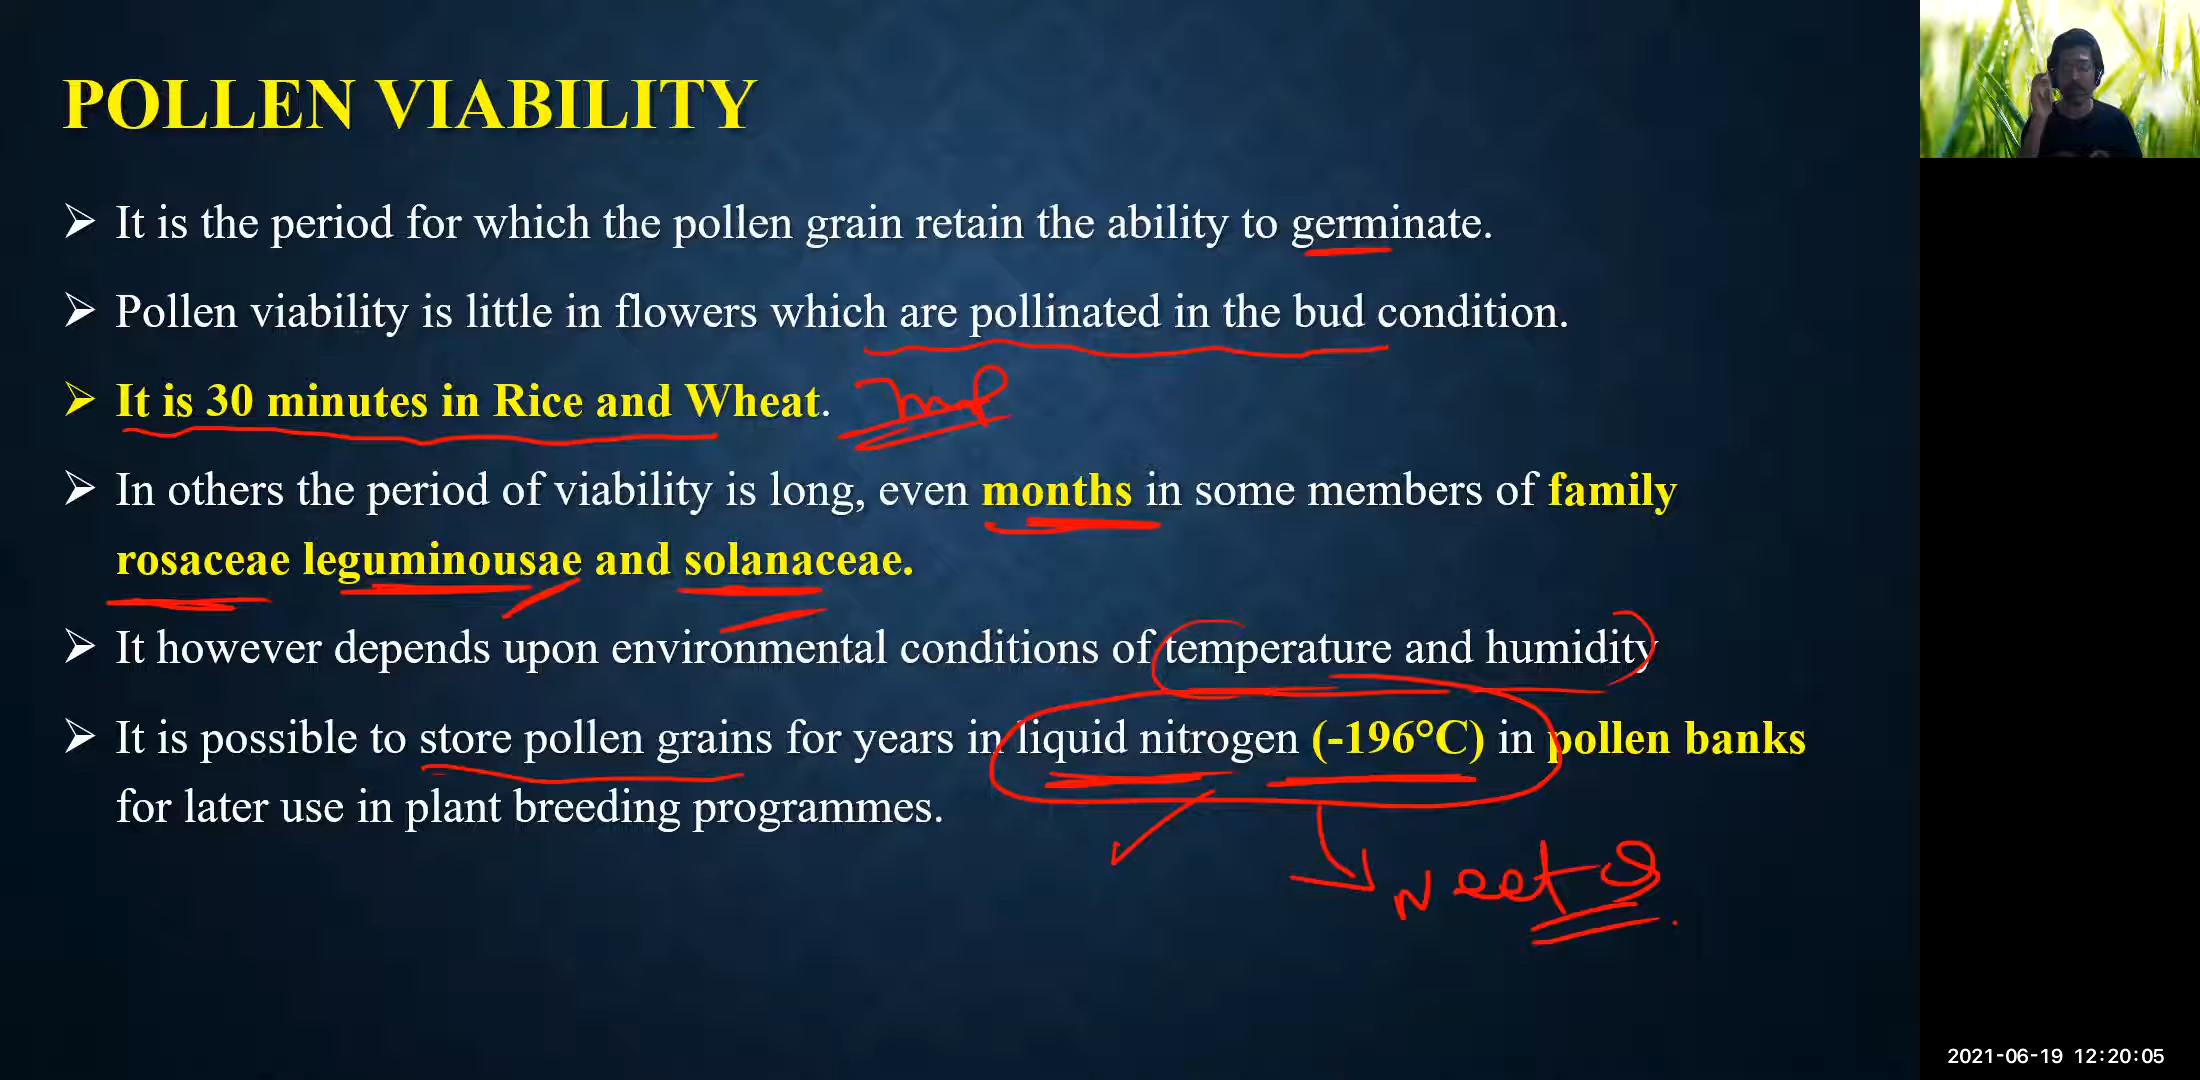 POLLEN VIABILITY
➢ It is the period for which the pollen grain retain the ability to germinate.
➢ Pollen viability is little in flowers which are pollinated in the bud condition.
➢ It is 30 minutes in Rice and Wheat. Imp
➢ In others the period of viability is long, even months in some members of family
rosaceae leguminousae and solanaceae.
➢ It however depends upon environmental conditions of temperature and humidity
➢ It is possible to store pollen grains for years in liquid nitrogen (-196°C) in pollen banks
for later use in plant breeding programmes.
Neet
2021-06-19 12:20:05